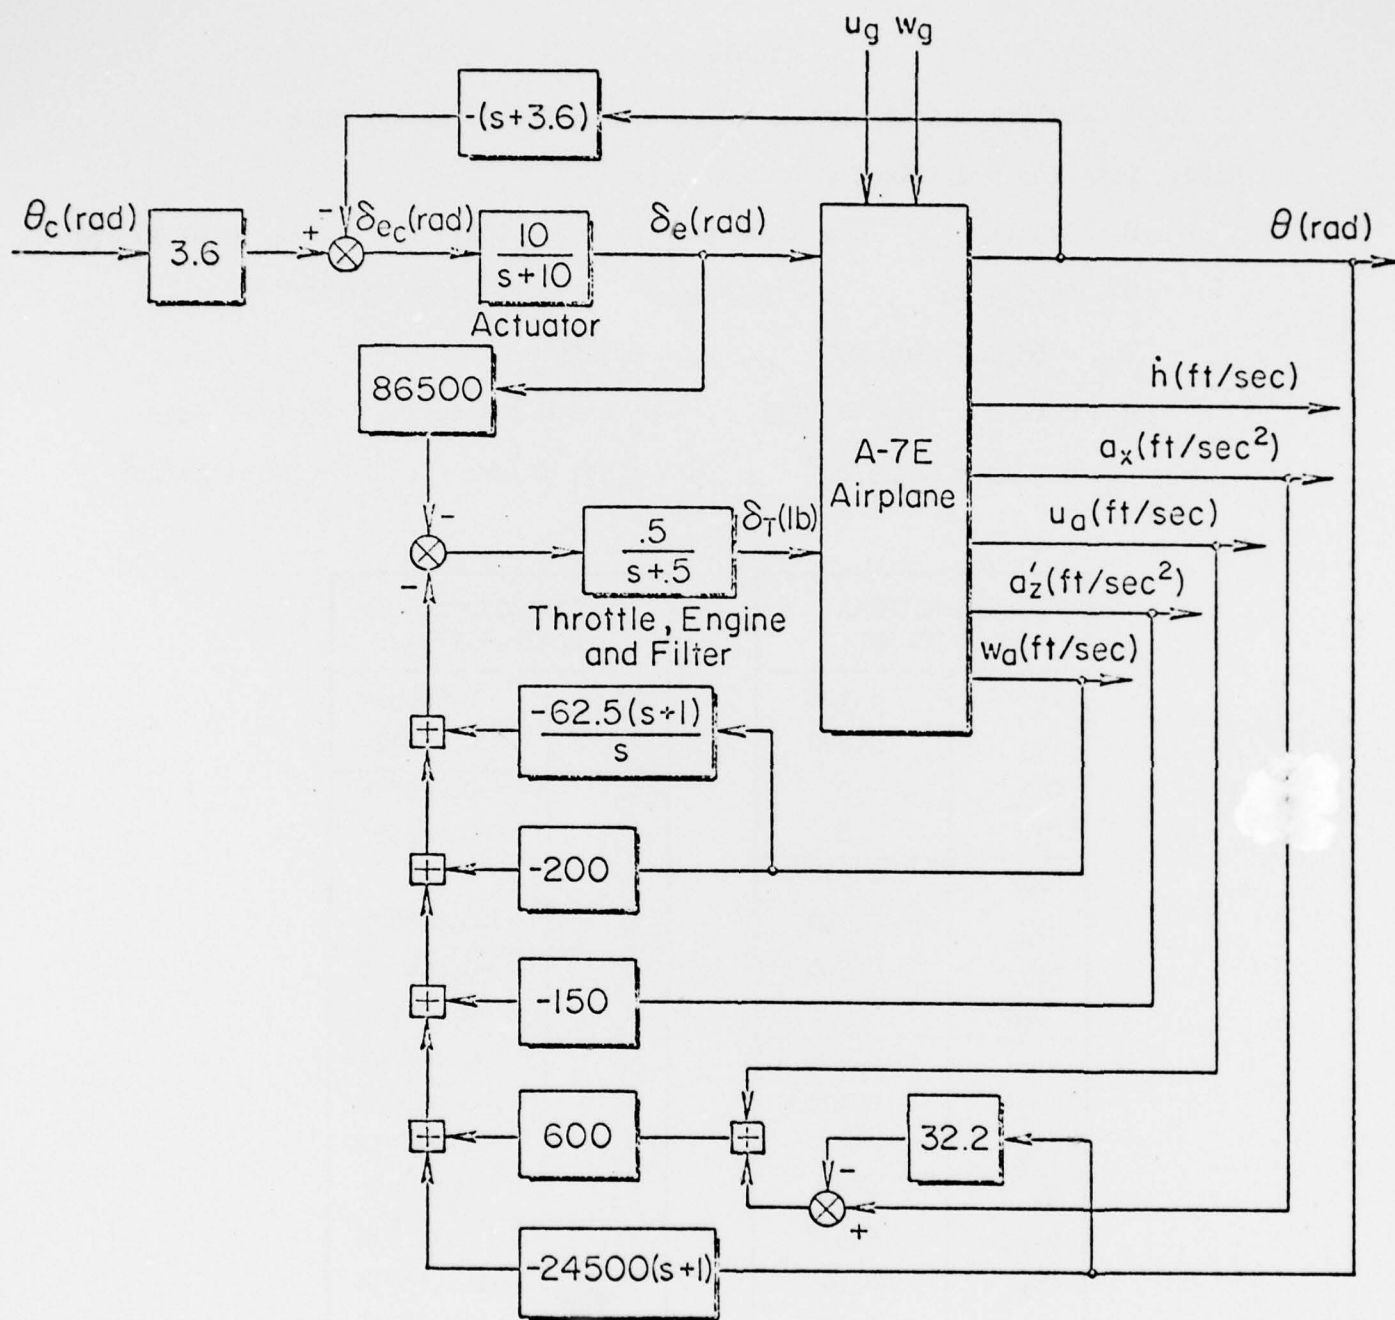 u_g w_g
-(s+3.6)
θ_c(rad)
3.6
+
-
δ_ec(rad)
10
s+10
Actuator
δ_e(rad)
θ(rad)
86500
ḣ(ft/sec)
A-7E
Airplane
a_x(ft/sec²)
-
-
.5
s+.5
δ_T(lb)
Throttle, Engine
and Filter
u_a(ft/sec)
a'_z(ft/sec²)
w_a(ft/sec)
+
-62.5(s+1)
s
+
-200
+
-150
+
600
+
32.2
-
+
-24500(s+1)